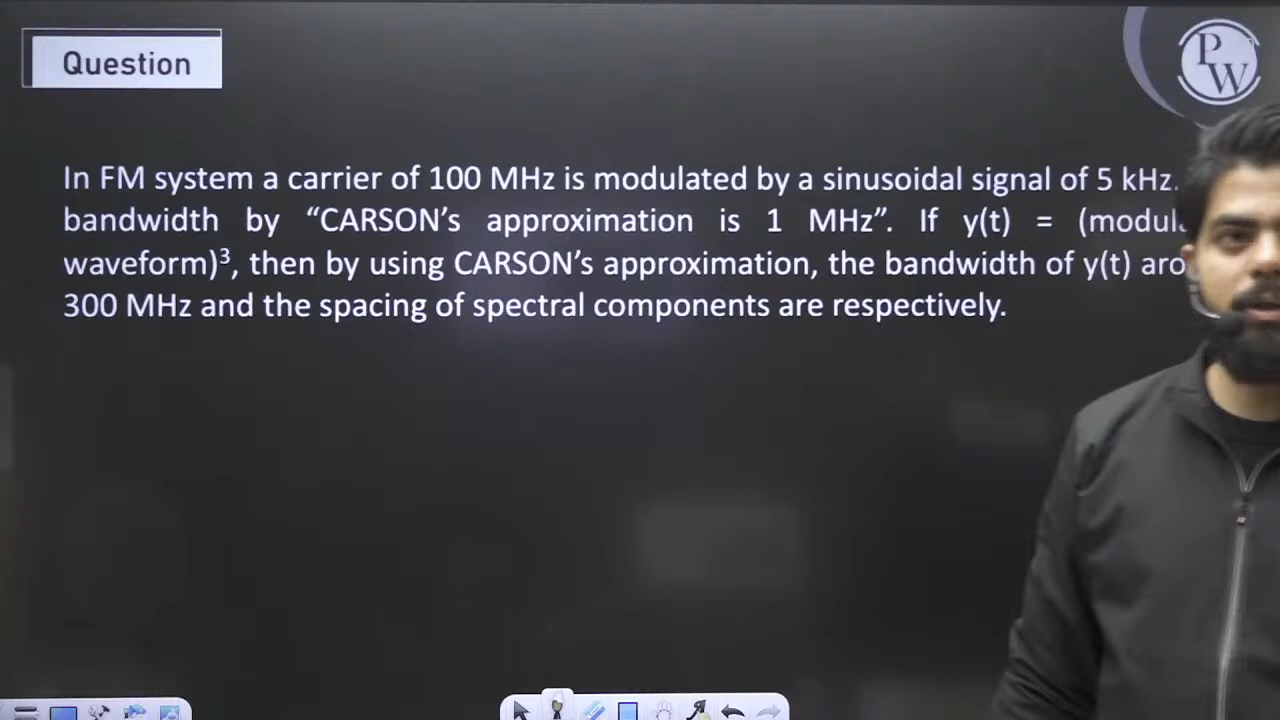 Question
PW
In FM system a carrier of 100 MHz is modulated by a sinusoidal signal of 5 kHz.
bandwidth by “CARSON’s approximation is 1 MHz”. If y(t) =
waveform)³, then by using CARSON’s approximation, the bandwidth of y(t)
300 MHz and the spacing of spectral components are respectively.